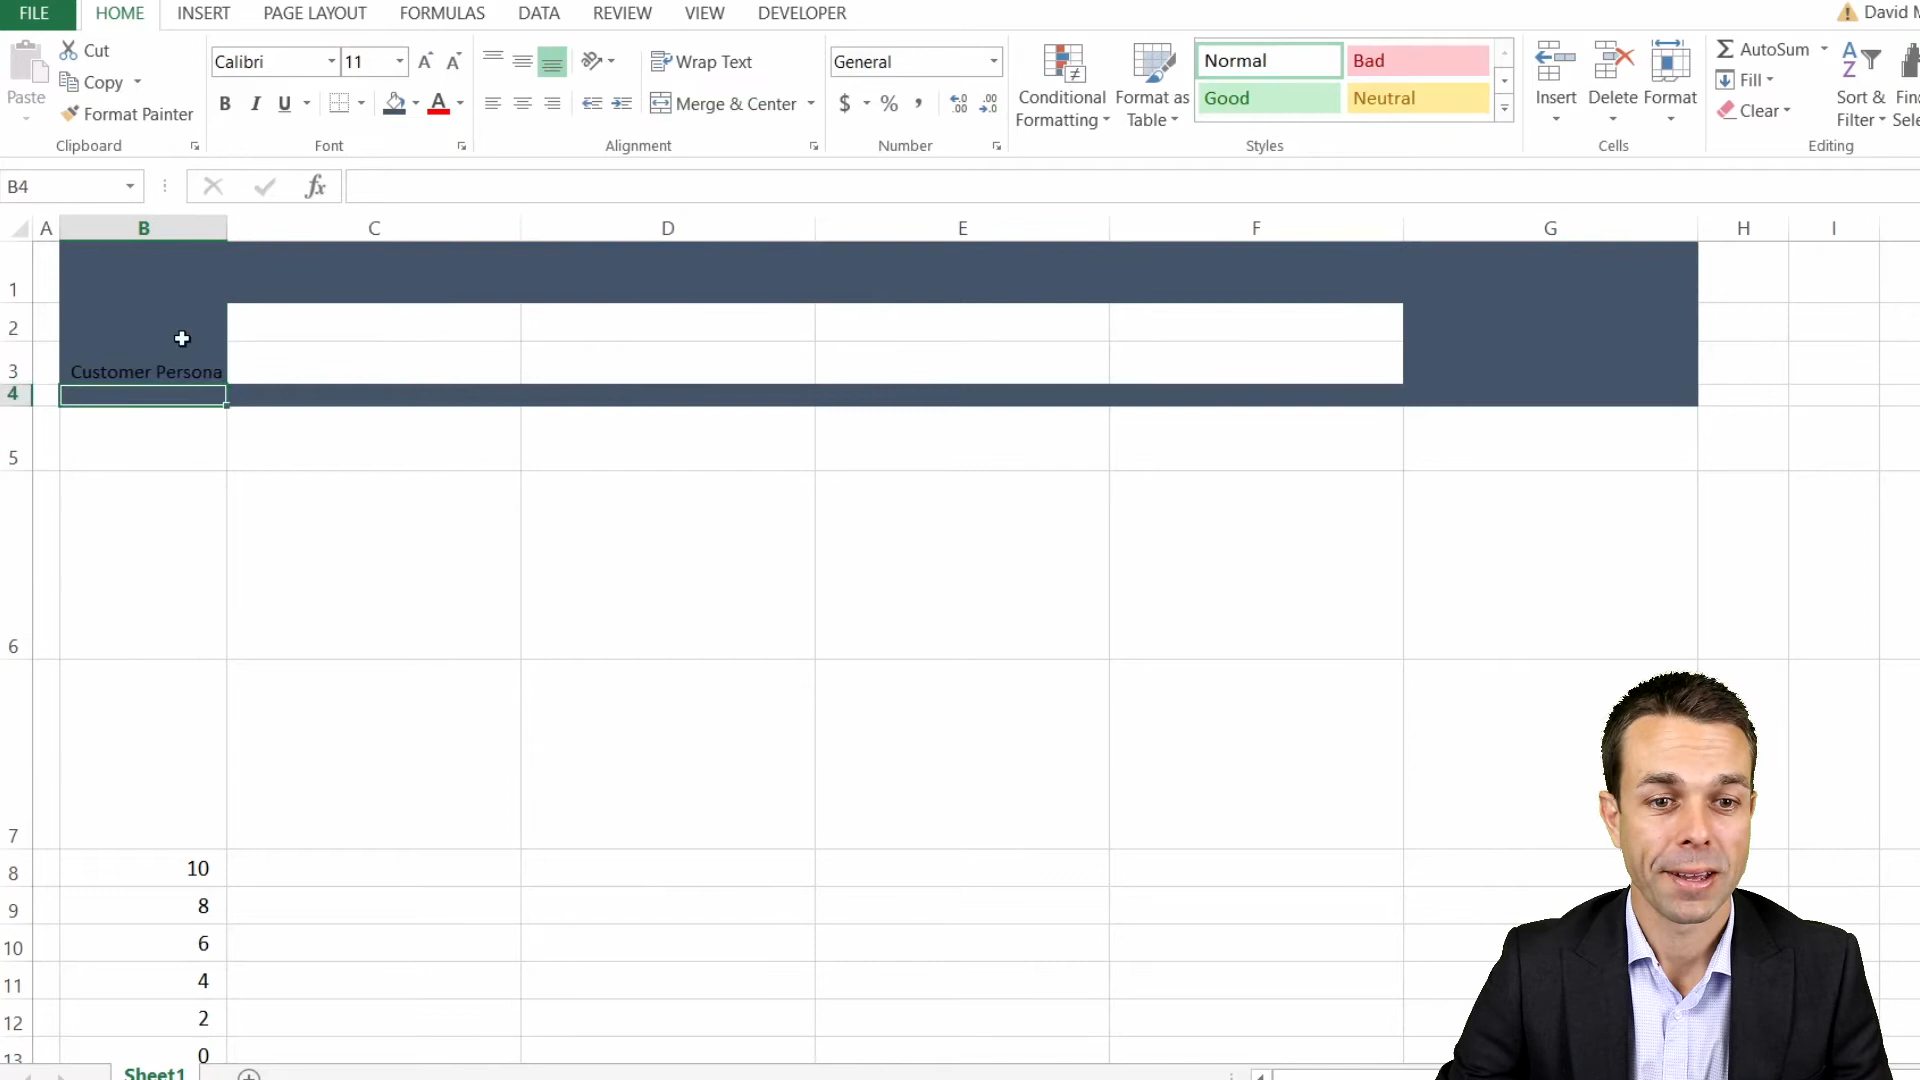 FILE HOME INSERT PAGE LAYOUT FORMULAS DATA REVIEW VIEW DEVELOPER David M
Paste Cut Copy Format Painter
Calibri 11
B I U A
Wrap Text
Merge & Center
General
$ % ,
Conditional Formatting
Format as Table
Normal Bad
Good Neutral
Insert Delete Format
AutoSum
Fill
Clear
Sort & Filter
Clipboard Font Alignment Number Styles Cells Editing
B4 fx
A B C D E F G H I
1
2
3 Customer Persona
4
5
6
7
8 10
9 8
10 6
11 4
12 2
13 0
Sheet1